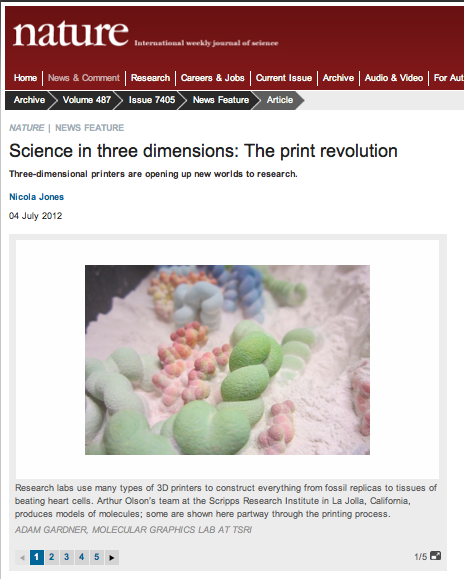 nature International weekly journal of science
Home News & Comment Research Careers & Jobs Current Issue Archive Audio & Video For Aut
Archive Volume 487 Issue 7405 News Feature Article
NATURE | NEWS FEATURE
Science in three dimensions: The print revolution
Three-dimensional printers are opening up new worlds to research.
Nicola Jones
04 July 2012
Research labs use many types of 3D printers to construct everything from fossil replicas to tissues of
beating heart cells. Arthur Olson's team at the Scripps Research Institute in La Jolla, California,
produces models of molecules; some are shown here partway through the printing process.
ADAM GARDNER, MOLECULAR GRAPHICS LAB AT TSRI
1 2 3 4 5 1/5